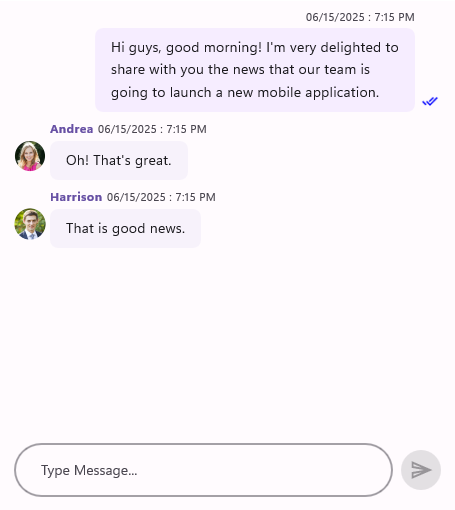 06/15/2025 : 7:15 PM
Hi guys, good morning! I'm very delighted to
share with you the news that our team is
going to launch a new mobile application.
Andrea 06/15/2025 : 7:15 PM
Oh! That's great.
Harrison 06/15/2025 : 7:15 PM
That is good news.
Type Message...